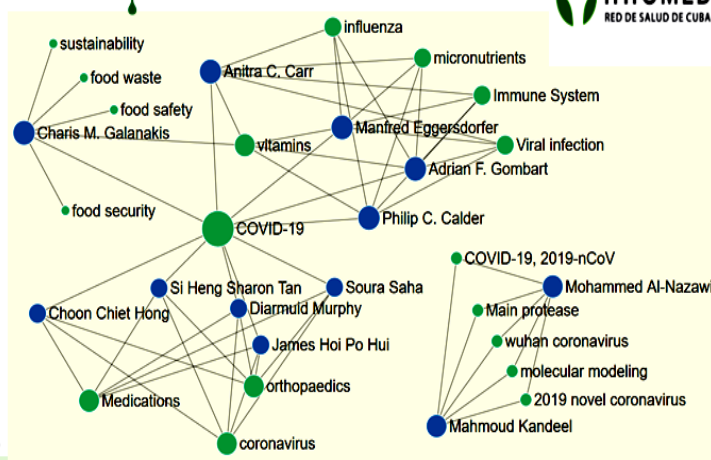 RED DE SALUD DE CUBA
influenza
sustainability
micronutrients
Anitra C. Carr
food waste
Immune System
food safety
Manfred Eggersdorfer
Charis M. Galanakis
vitamins
Viral infection
Adrian F. Gombart
food security
Philip C. Calder
COVID-19
COVID-19, 2019-nCoV
Si Heng Sharon Tan
Soura Saha
Mohammed Al-Nazawi
Choon Chiet Hong
Diarmuid Murphy
Main protease
James Hoi Po Hui
wuhan coronavirus
molecular modeling
orthopaedics
Medications
2019 novel coronavirus
Mahmoud Kandeel
coronavirus